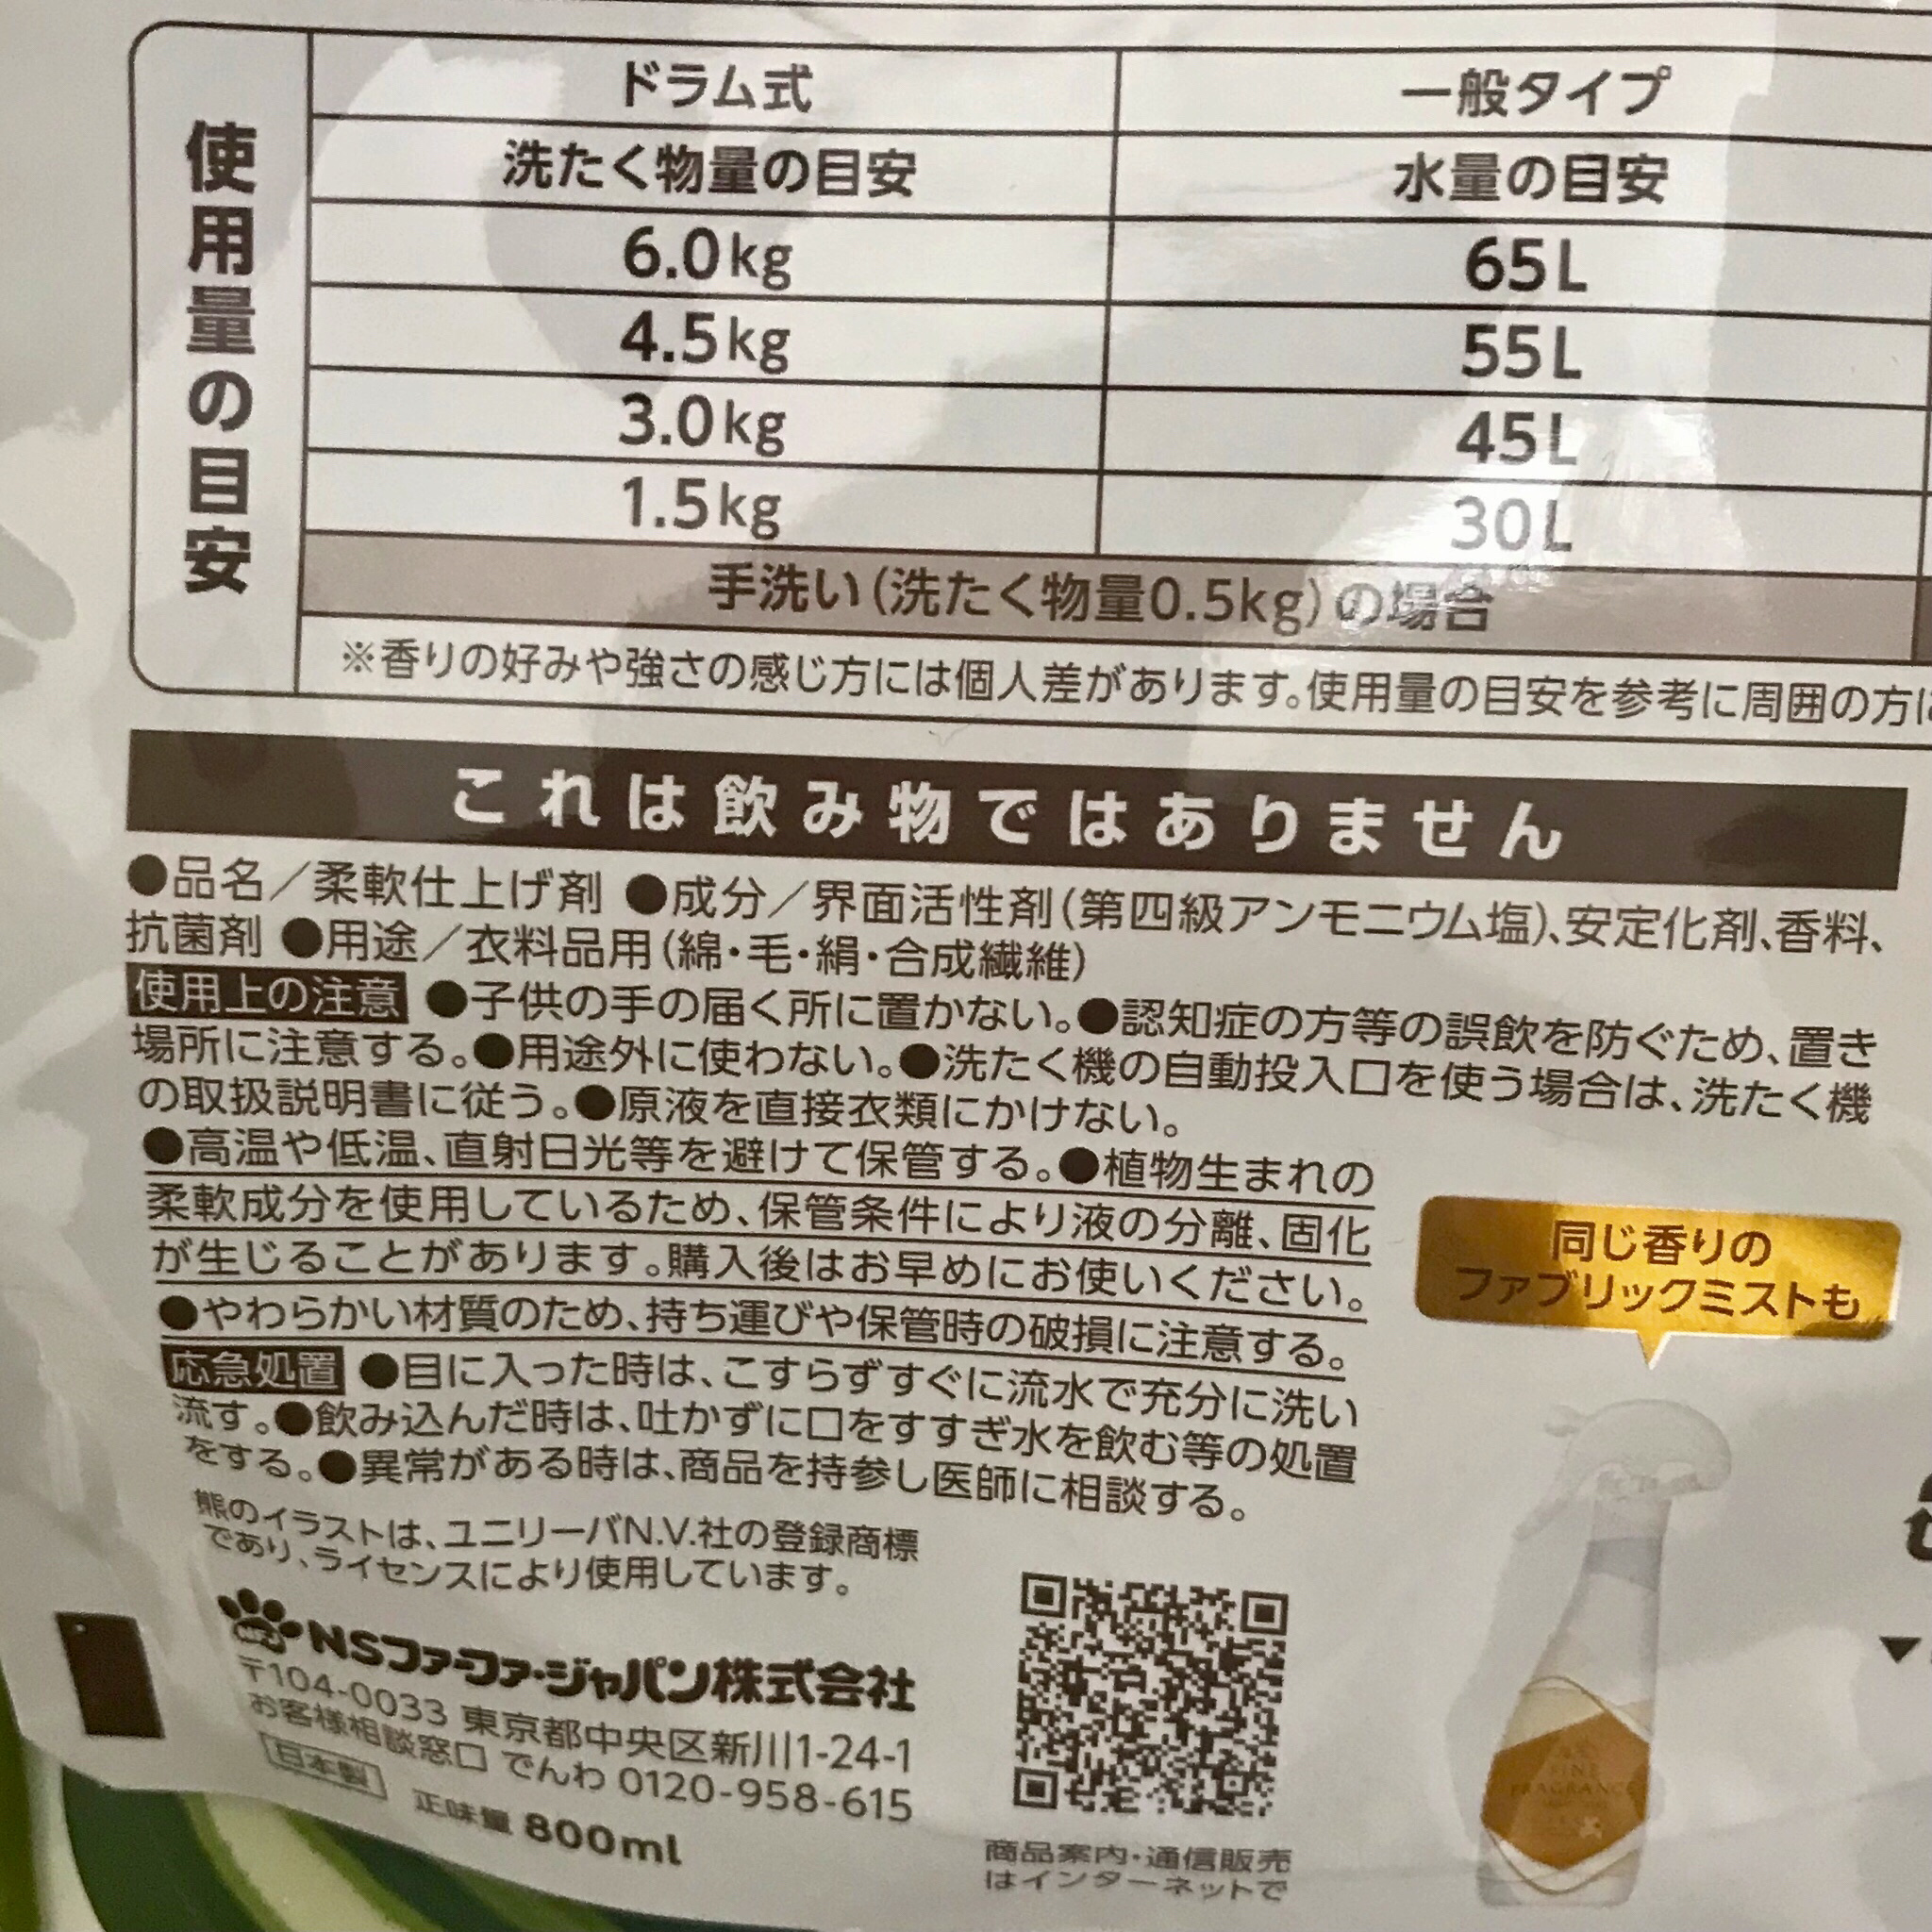 使用量の目安
ドラム式 一般タイプ
洗たく物量の目安 水量の目安
6.0kg 65L
4.5kg 55L
3.0kg 45L
1.5kg 30L
手洗い(洗たく物量0.5kg)の場合
※香りの好みや強さの感じ方には個人差があります。使用量の目安を参考に周囲の方に
これは飲み物ではありません
●品名/柔軟仕上げ剤 ●成分/界面活性剤(第四級アンモニウム塩)、安定化剤、香料、
抗菌剤 ●用途/衣料品用(綿・毛・絹・合成繊維)
使用上の注意 ●子供の手の届く所に置かない。●認知症の方等の誤飲を防ぐため、置き
場所に注意する。●用途外に使わない。●洗たく機の自動投入口を使う場合は、洗たく機
の取扱説明書に従う。●原液を直接衣類にかけない。
●高温や低温、直射日光等を避けて保管する。●植物生まれの
柔軟成分を使用しているため、保管条件により液の分離、固化
が生じることがあります。購入後はお早めにお使いください。
●やわらかい材質のため、持ち運びや保管時の破損に注意する。
応急処置 ●目に入った時は、こすらずすぐに流水で充分に洗い
流す。●飲み込んだ時は、吐かずに口をすすぎ水を飲む等の処置
をする。●異常がある時は、商品を持参し医師に相談する。
同じ香りの
ファブリックミストも
熊のイラストは、ユニリーバN.V.社の登録商標
であり、ライセンスにより使用しています。
NSファーファ・ジャパン株式会社
〒104-0033 東京都中央区新川1-24-1
お客様相談窓口 でんわ 0120-958-615
日本製 正味量 800ml
商品案内・通信販売
はインターネットで
FINE
FRAGRANCE